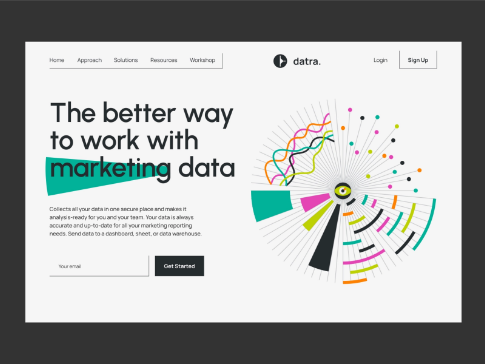 Home Approach Solutions Resources Workshop datra. Login Sign Up
The better way
to work with
marketing data
Collects all your data in one secure place and makes it
analysis-ready for you and your team. Your data is always
accurate and up-to-date for all your marketing reporting
needs. Send data to a dashboard, sheet, or data warehouse.
Your email Get Started